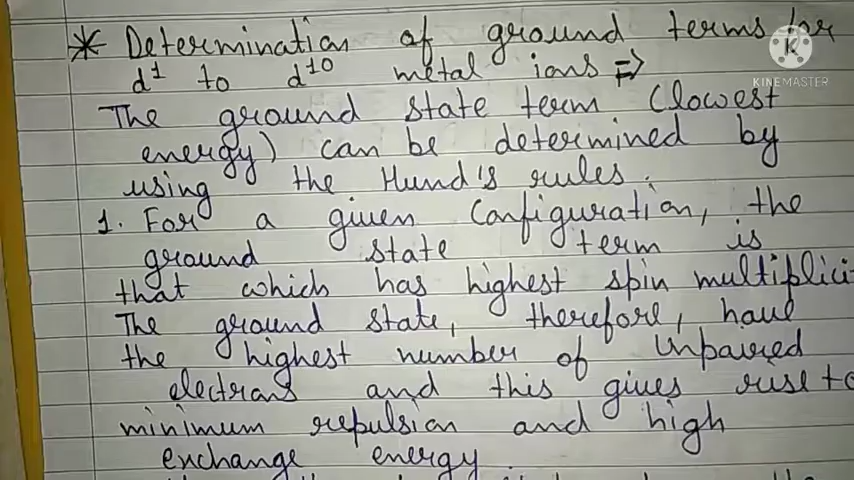 * Determination of ground terms for
d¹ to d¹⁰ metal ions ⇒
The ground state term (lowest
energy) can be determined by
using the Hund's rules.
1. For a given configuration, the
ground state term is
that which has highest spin multiplici
The ground state, therefore, have
the highest number of unpaired
electrons and this gives rise to
minimum repulsion and high
exchange energy.
K
KINEMASTER